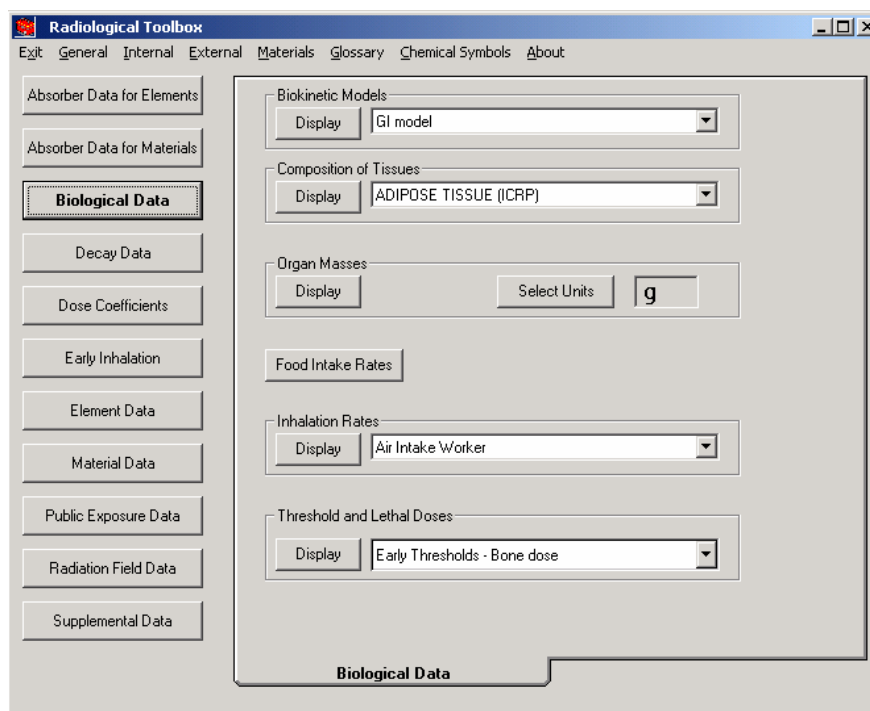 Radiological Toolbox
Exit General Internal External Materials Glossary Chemical Symbols About
Absorber Data for Elements
Absorber Data for Materials
Biological Data
Decay Data
Dose Coefficients
Early Inhalation
Element Data
Material Data
Public Exposure Data
Radiation Field Data
Supplemental Data
Biokinetic Models
Display GI model
Composition of Tissues
Display ADIPOSE TISSUE (ICRP)
Organ Masses
Display Select Units g
Food Intake Rates
Inhalation Rates
Display Air Intake Worker
Threshold and Lethal Doses
Display Early Thresholds - Bone dose
Biological Data